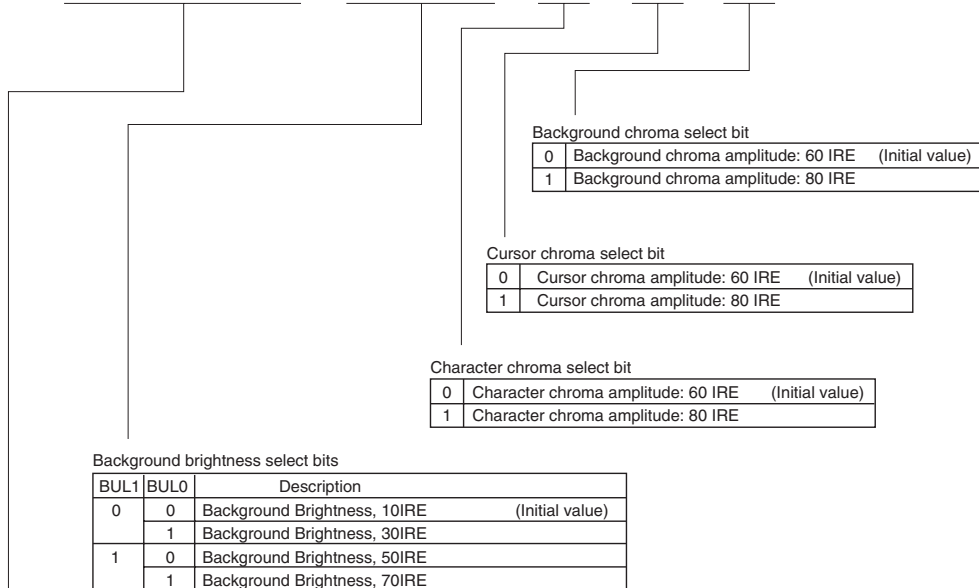 Background chroma select bit
0 Background chroma amplitude: 60 IRE (Initial value)
1 Background chroma amplitude: 80 IRE
Cursor chroma select bit
0 Cursor chroma amplitude: 60 IRE (Initial value)
1 Cursor chroma amplitude: 80 IRE
Character chroma select bit
0 Character chroma amplitude: 60 IRE (Initial value)
1 Character chroma amplitude: 80 IRE
Background brightness select bits
BUL1 BUL0 Description
0 0 Background Brightness, 10IRE (Initial value)
1 Background Brightness, 30IRE
1 0 Background Brightness, 50IRE
1 Background Brightness, 70IRE